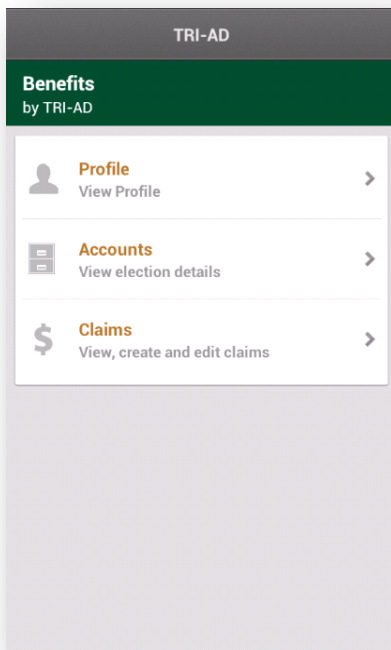 TRI-AD
Benefits
by TRI-AD
Profile
View Profile
Accounts
View election details
Claims
View, create and edit claims